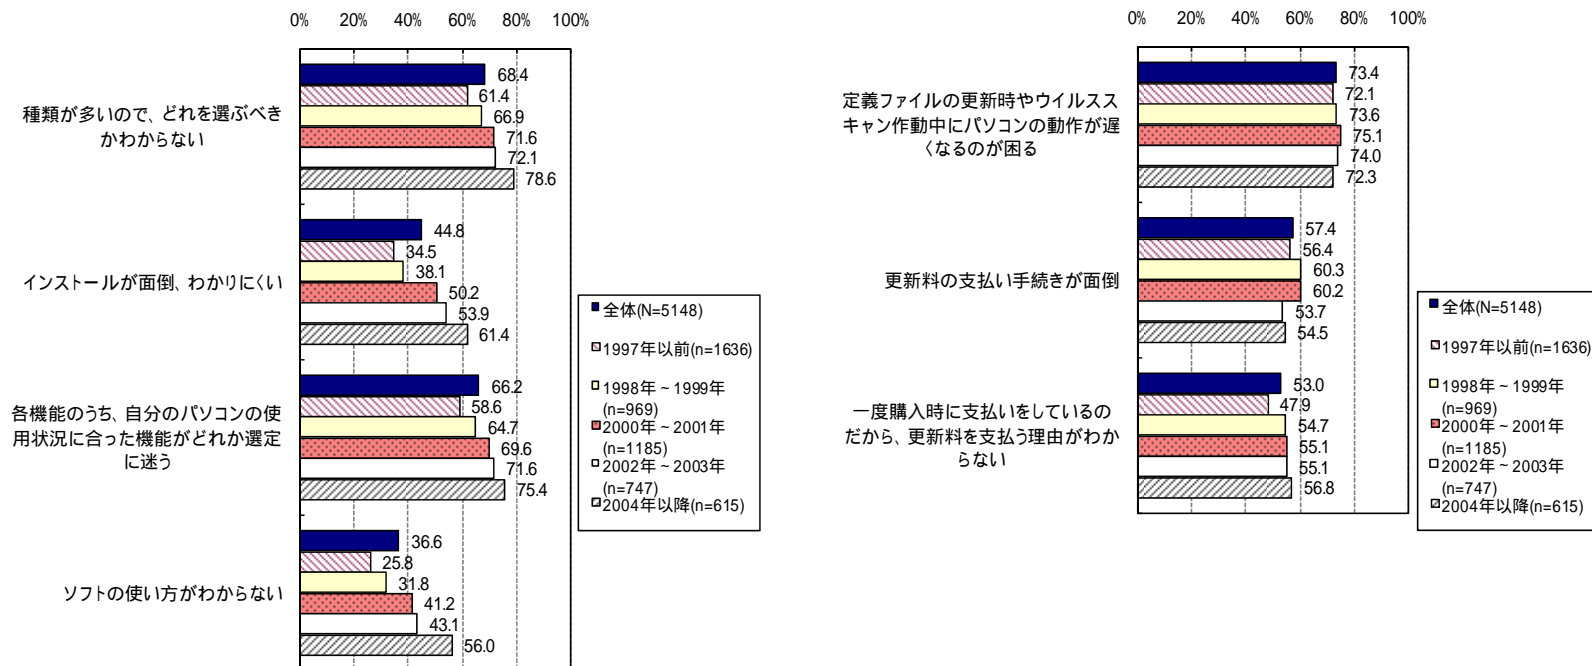 0% 20% 40% 60% 80% 100%
種類が多いので、どれを選ぶべき
かわからない
68.4
61.4
66.9
71.6
72.1
78.6
インストールが面倒、わかりにくい
44.8
34.5
38.1
50.2
53.9
61.4
各機能のうち、自分のパソコンの使
用状況に合った機能がどれか選定
に迷う
66.2
58.6
64.7
69.6
71.6
75.4
ソフトの使い方がわからない
36.6
25.8
31.8
41.2
43.1
56.0
全体(N=5148)
1997年以前(n=1636)
1998年～1999年
(n=969)
2000年～2001年
(n=1185)
2002年～2003年
(n=747)
2004年以降(n=615)
0% 20% 40% 60% 80% 100%
定義ファイルの更新時やウイルスス
キャン作動中にパソコンの動作が遅
くなるのが困る
73.4
72.1
73.6
75.1
74.0
72.3
更新料の支払い手続きが面倒
57.4
56.4
60.3
60.2
53.7
54.5
一度購入時に支払いをしているの
だから、更新料を支払う理由がわか
らない
53.0
47.9
54.7
55.1
55.1
56.8
全体(N=5148)
1997年以前(n=1636)
1998年～1999年
(n=969)
2000年～2001年
(n=1185)
2002年～2003年
(n=747)
2004年以降(n=615)